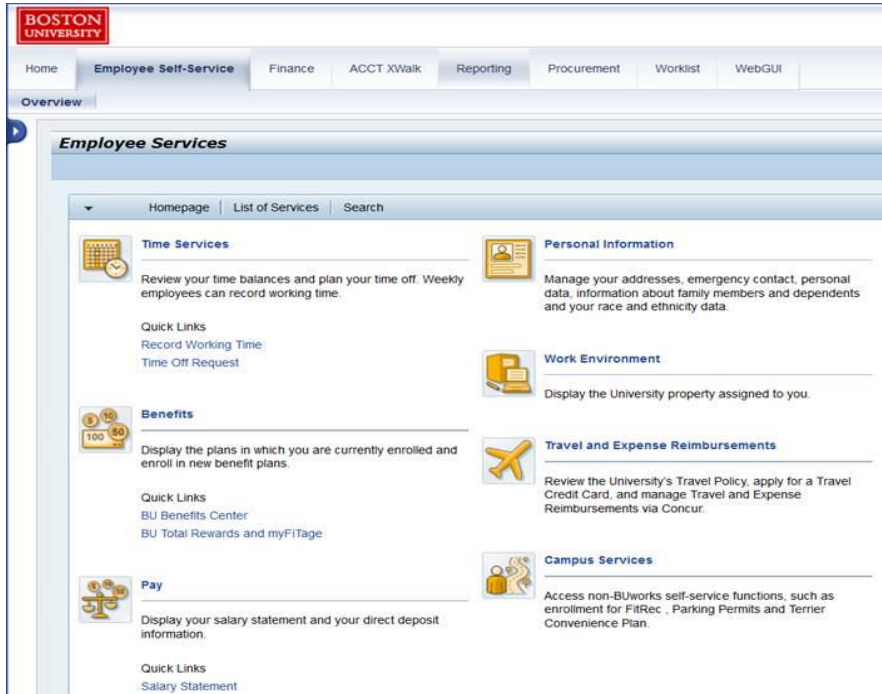 BOSTON
UNIVERSITY
Home
Employee Self-Service
Finance
ACCT XWalk
Reporting
Procurement
Worklist
WebGUI
Overview
Employee Services
Homepage
List of Services
Search
Time Services
Review your time balances and plan your time off. Weekly
employees can record working time.
Quick Links
Record Working Time
Time Off Request
Benefits
Display the plans in which you are currently enrolled and
enroll in new benefit plans.
Quick Links
BU Benefits Center
BU Total Rewards and myFiTage
Pay
Display your salary statement and your direct deposit
information.
Quick Links
Salary Statement
Personal Information
Manage your addresses, emergency contact, personal
data, information about family members and dependents
and your race and ethnicity data.
Work Environment
Display the University property assigned to you.
Travel and Expense Reimbursements
Review the University's Travel Policy, apply for a Travel
Credit Card, and manage Travel and Expense
Reimbursements via Concur.
Campus Services
Access non-BUworks self-service functions, such as
enrollment for FitRec , Parking Permits and Terrier
Convenience Plan.
5
10
100
50